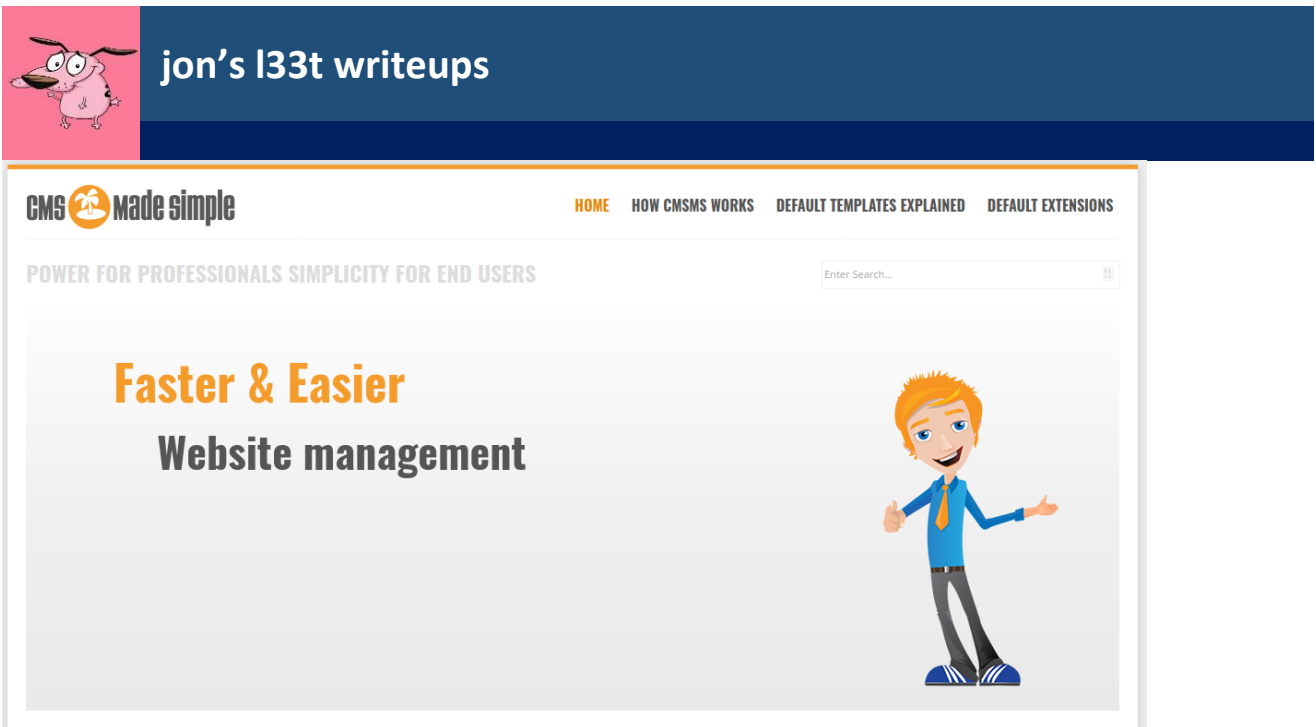 jon’s l33t writeups
CMS Made Simple
HOME HOW CMSMS WORKS DEFAULT TEMPLATES EXPLAINED DEFAULT EXTENSIONS
POWER FOR PROFESSIONALS SIMPLICITY FOR END USERS
Enter Search...
Faster & Easier
Website management